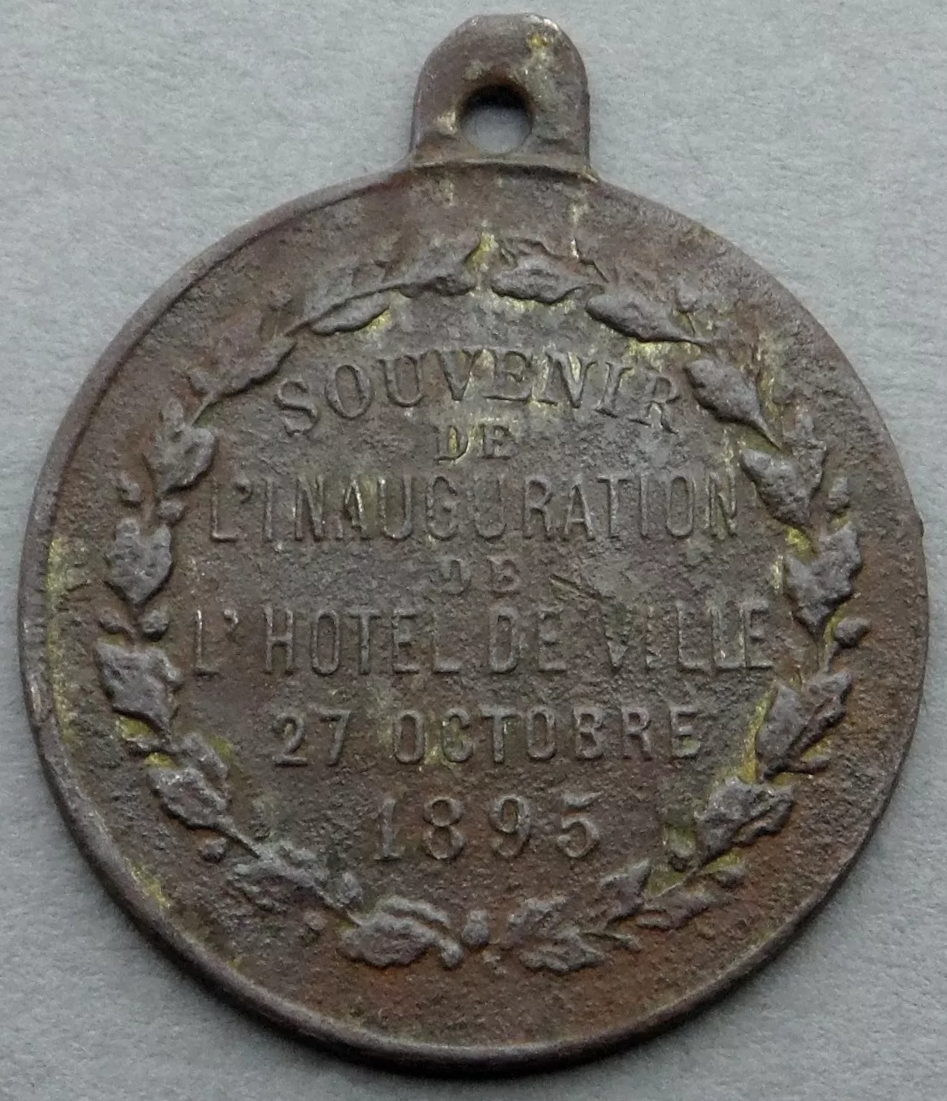 SOUVENIR
DE
L'INAUGURATION
DE
L'HOTEL DE VILLE
27 OCTOBRE
1895